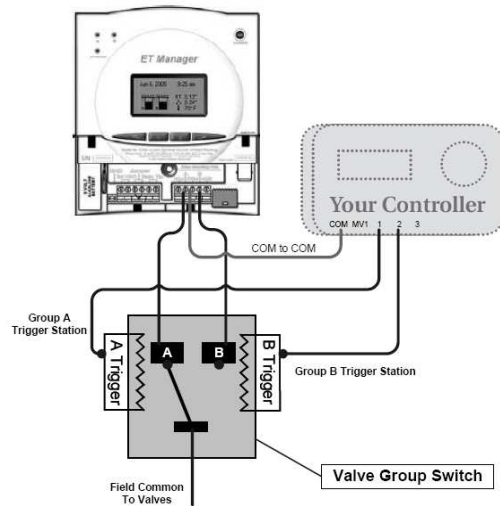 ET Manager
Your Controller
COM MV1 1 2 3
COM to COM
Group A
Trigger Station
A Trigger
A
B
B Trigger
Group B Trigger Station
Valve Group Switch
Field Common
To Valves